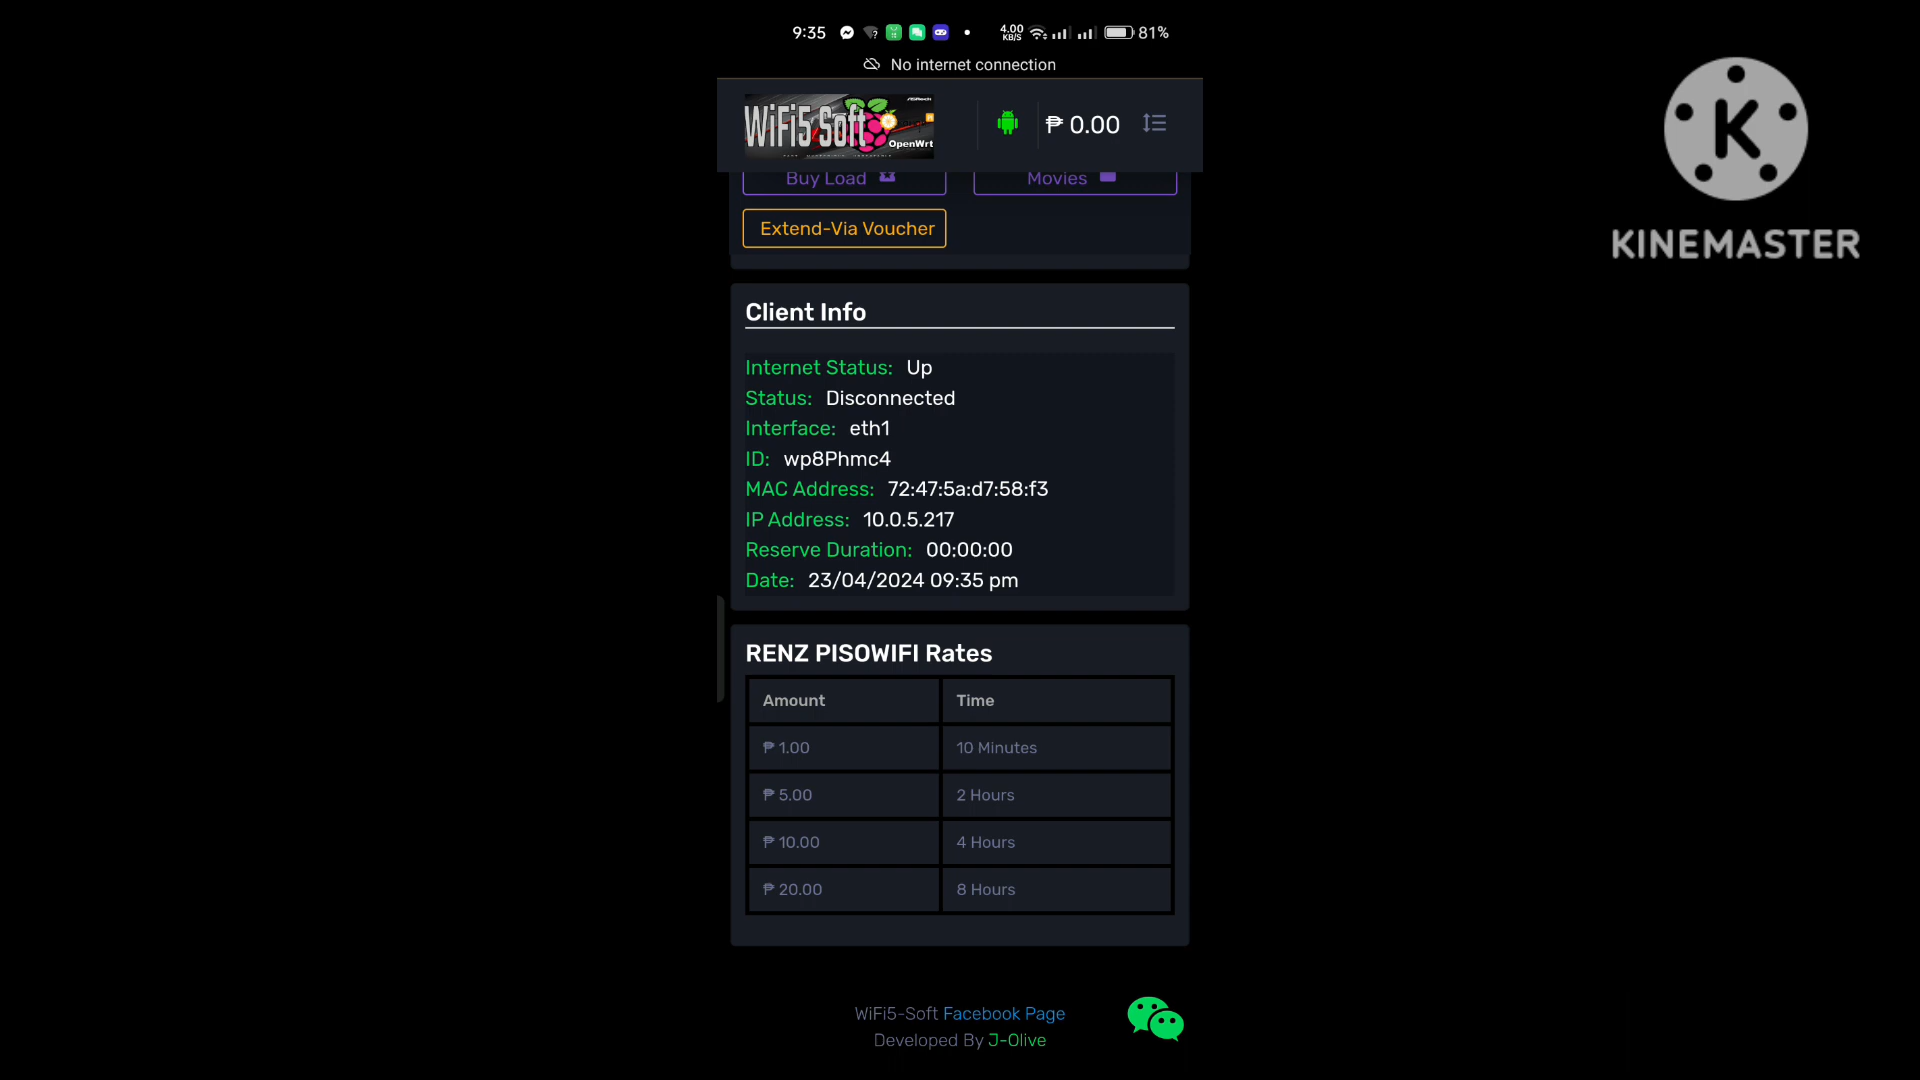 9:35 4.00 KB/S 81%
No internet connection
WiFi5 Soft
OpenWrt
₱ 0.00
Buy Load
Movies
Extend-Via Voucher
Client Info
Internet Status: Up
Status: Disconnected
Interface: eth1
ID: wp8Phmc4
MAC Address: 72:47:5a:d7:58:f3
IP Address: 10.0.5.217
Reserve Duration: 00:00:00
Date: 23/04/2024 09:35 pm
RENZ PISOWIFI Rates
Amount Time
₱ 1.00 10 Minutes
₱ 5.00 2 Hours
₱ 10.00 4 Hours
₱ 20.00 8 Hours
WiFi5-Soft Facebook Page
Developed By J-Olive
K
KINEMASTER